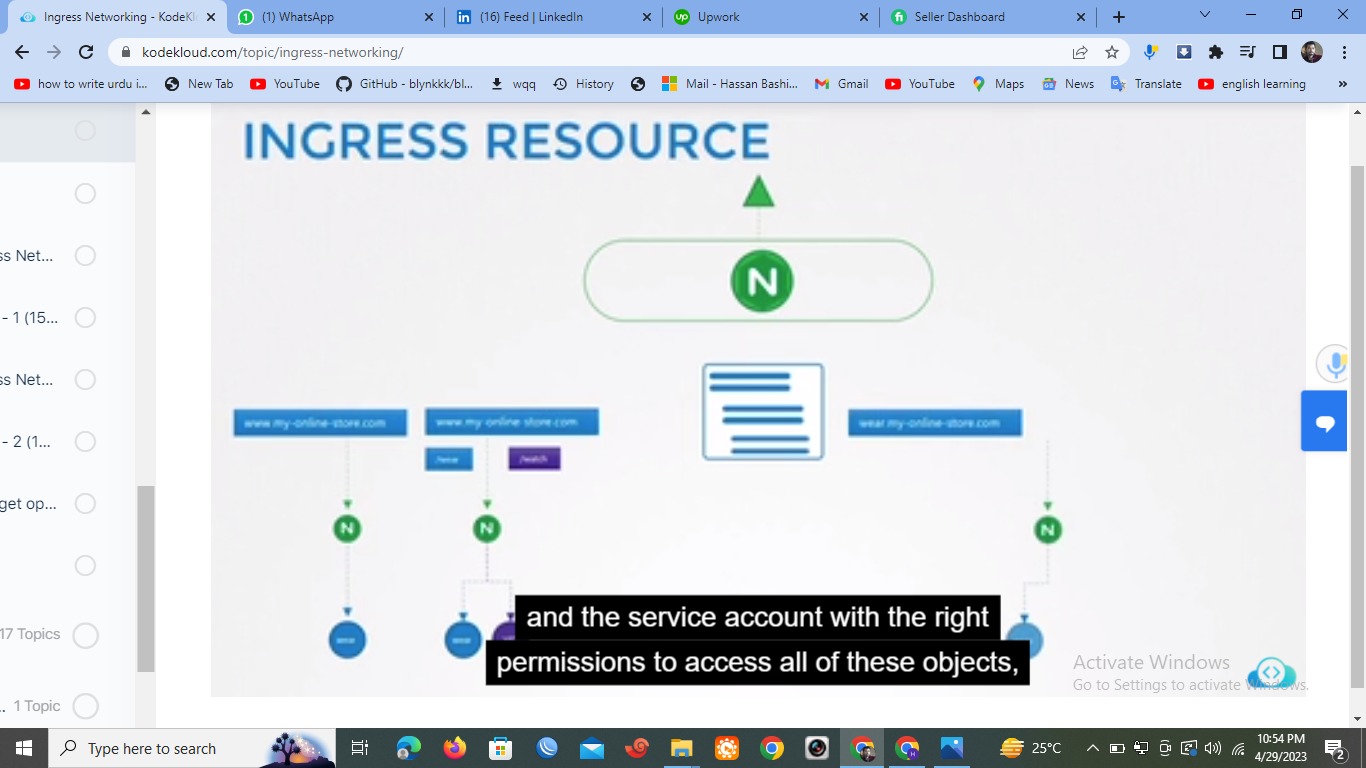 Ingress Networking - KodeKl
(1) WhatsApp
(16) Feed | LinkedIn
Upwork
Seller Dashboard
kodekloud.com/topic/ingress-networking/
how to write urdu i...
New Tab
YouTube
GitHub - blynkkk/bl...
wqq
History
Mail - Hassan Bashi...
Gmail
YouTube
Maps
News
Translate
english learning
INGRESS RESOURCE
N
www.my-online-store.com
www.my-online-store.com
wear.my-online-store.com
/wear
/watch
N
N
N
wear
wear
ss Net...
- 1 (15...
ss Net...
- 2 (1...
get op...
17 Topics
.. 1 Topic
and the service account with the right
permissions to access all of these objects,
Activate Windows
Go to Settings to activate Windows.
Type here to search
25°C
10:54 PM
4/29/2023
2